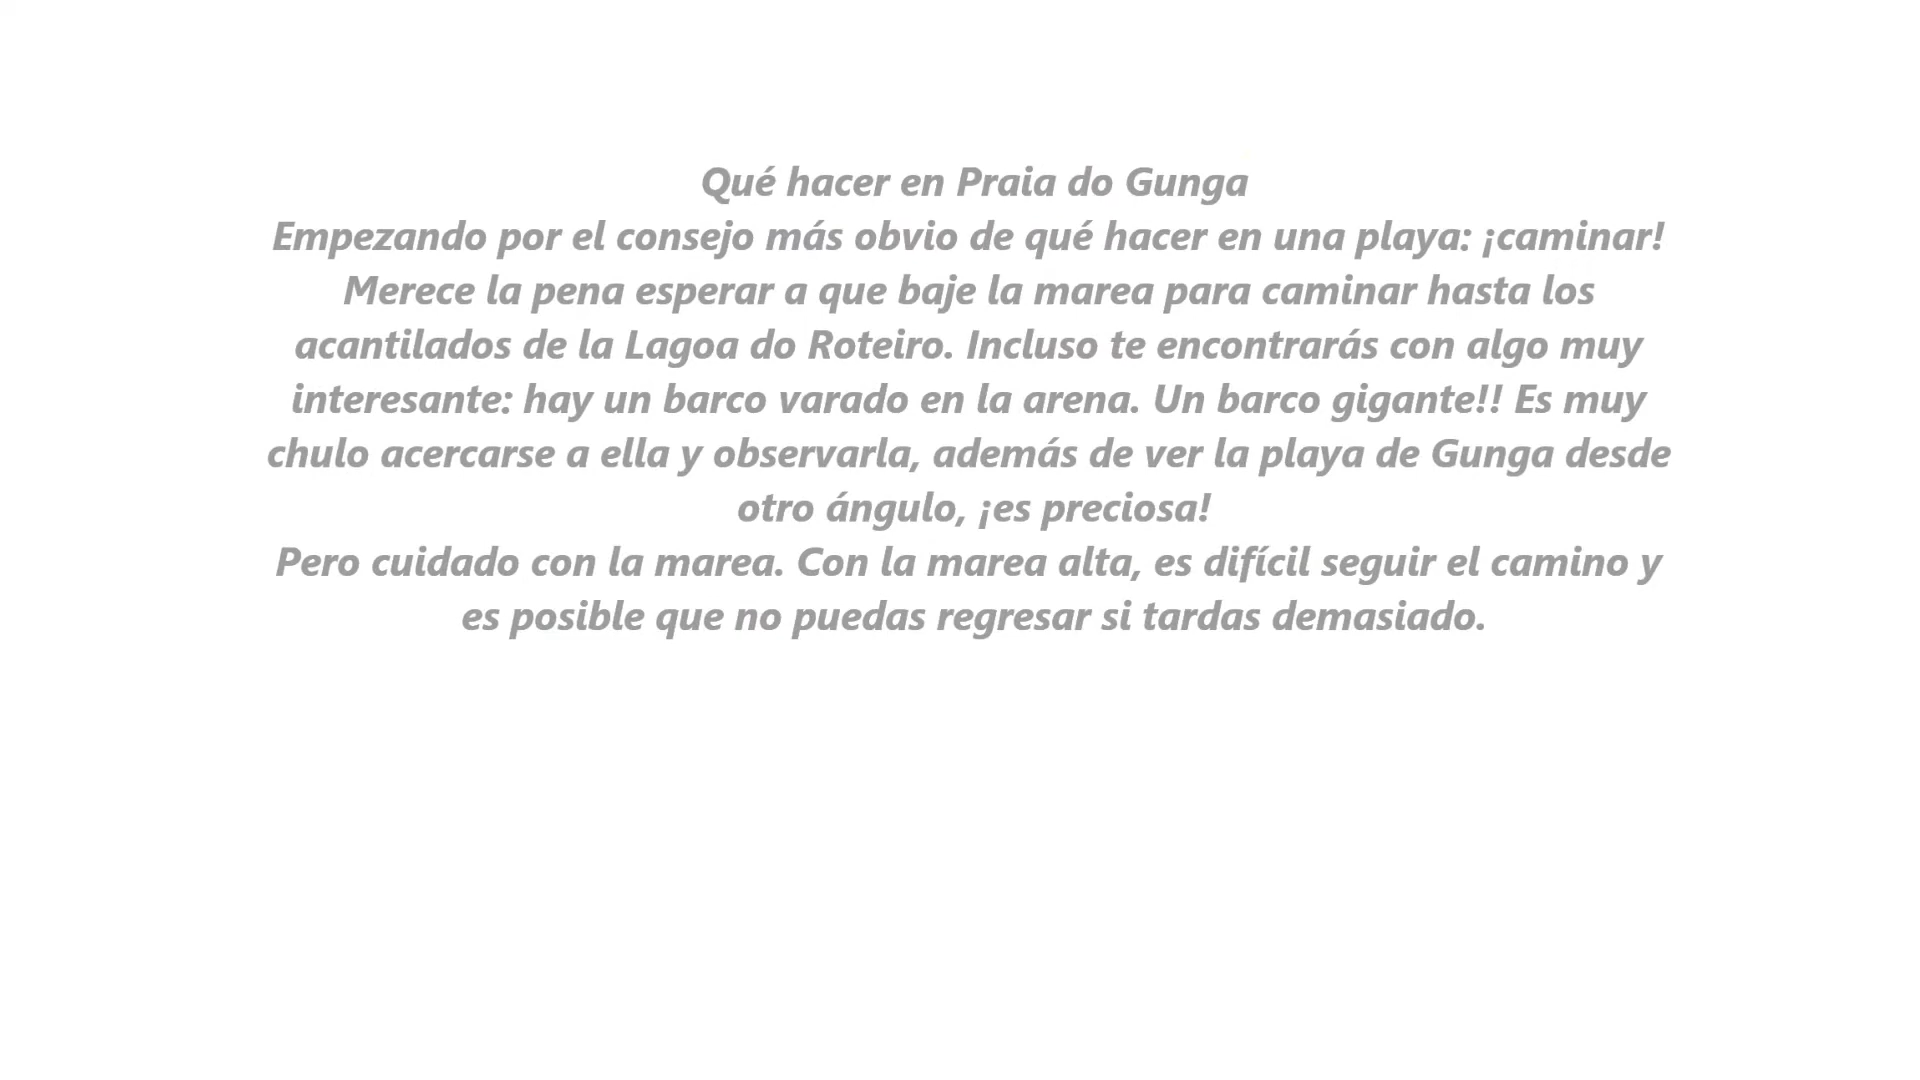 Qué hacer en Praia do Gunga
Empezando por el consejo más obvio de qué hacer en una playa: ¡caminar!
Merece la pena esperar a que baje la marea para caminar hasta los
acantilados de la Lagoa do Roteiro. Incluso te encontrarás con algo muy
interesante: hay un barco varado en la arena. Un barco gigante!! Es muy
chulo acercarse a ella y observarla, además de ver la playa de Gunga desde
otro ángulo, ¡es preciosa!
Pero cuidado con la marea. Con la marea alta, es difícil seguir el camino y
es posible que no puedas regresar si tardas demasiado.